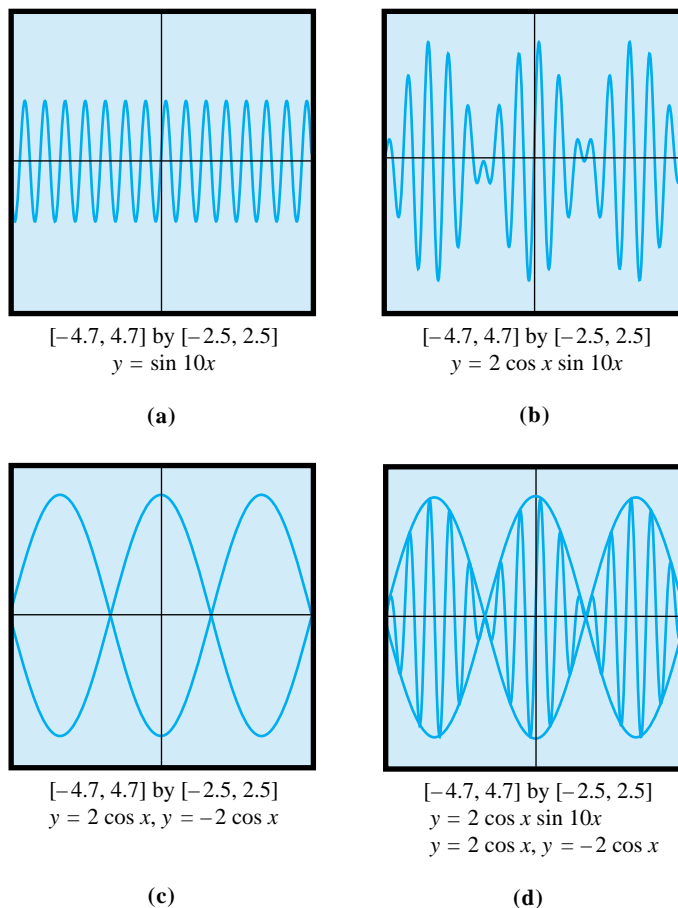 [–4.7, 4.7] by [–2.5, 2.5]
y = sin 10x
(a)
[–4.7, 4.7] by [–2.5, 2.5]
y = 2 cos x sin 10x
(b)
[–4.7, 4.7] by [–2.5, 2.5]
y = 2 cos x, y = –2 cos x
(c)
[–4.7, 4.7] by [–2.5, 2.5]
y = 2 cos x sin 10x
y = 2 cos x, y = –2 cos x
(d)